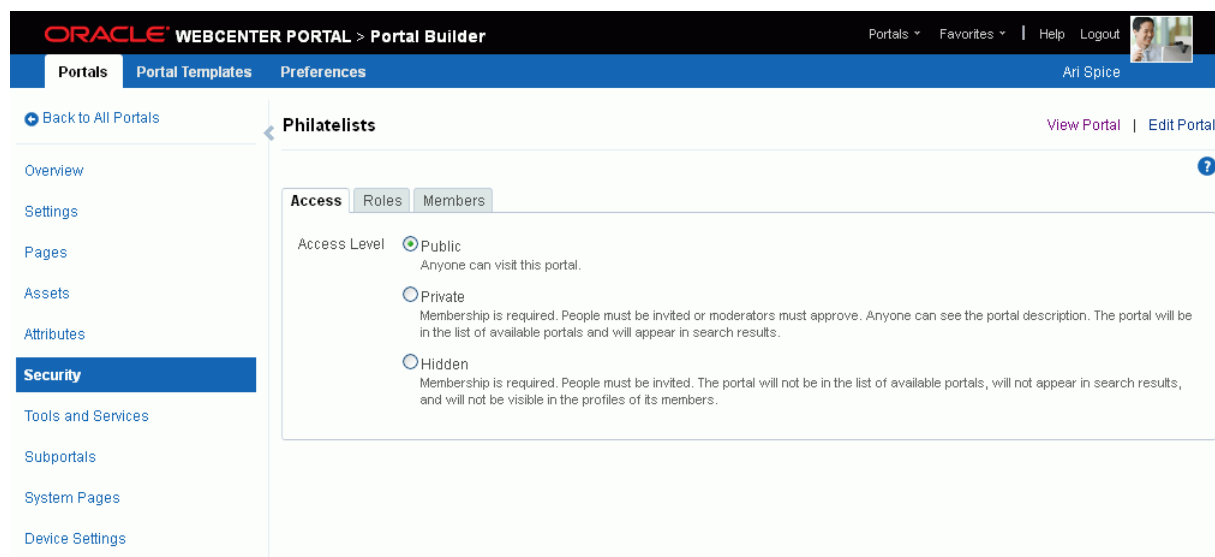 ORACLE WEBCENTER PORTAL > Portal Builder
Portals Favorites | Help Logout
Portals Portal Templates Preferences
Ari Spice
Back to All Portals
Philatelists
View Portal | Edit Portal
Overview
?
Settings
Access Roles Members
Pages
Access Level Public
Anyone can visit this portal.
Assets
Private
Membership is required. People must be invited or moderators must approve. Anyone can see the portal description. The portal will be
in the list of available portals and will appear in search results.
Attributes
Hidden
Membership is required. People must be invited. The portal will not be in the list of available portals, will not appear in search results,
and will not be visible in the profiles of its members.
Security
Tools and Services
Subportals
System Pages
Device Settings